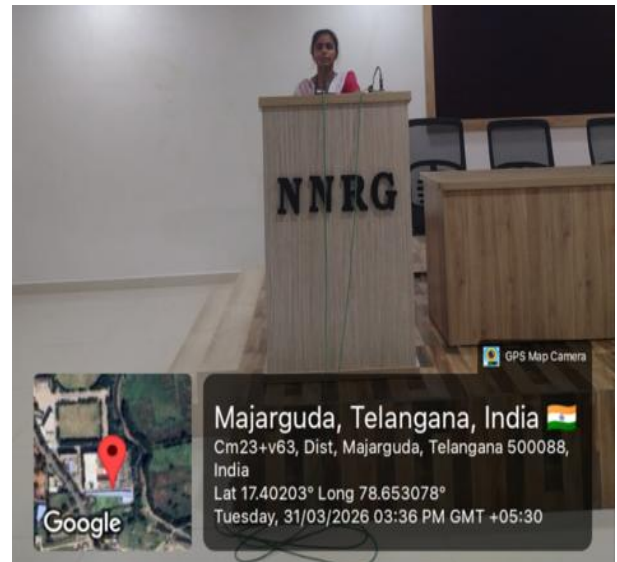 NNRG
GPS Map Camera
Majarguda, Telangana, India
Cm23+v63, Dist, Majarguda, Telangana 500088,
India
Lat 17.40203° Long 78.653078°
Tuesday, 31/03/2026 03:36 PM GMT +05:30
Google